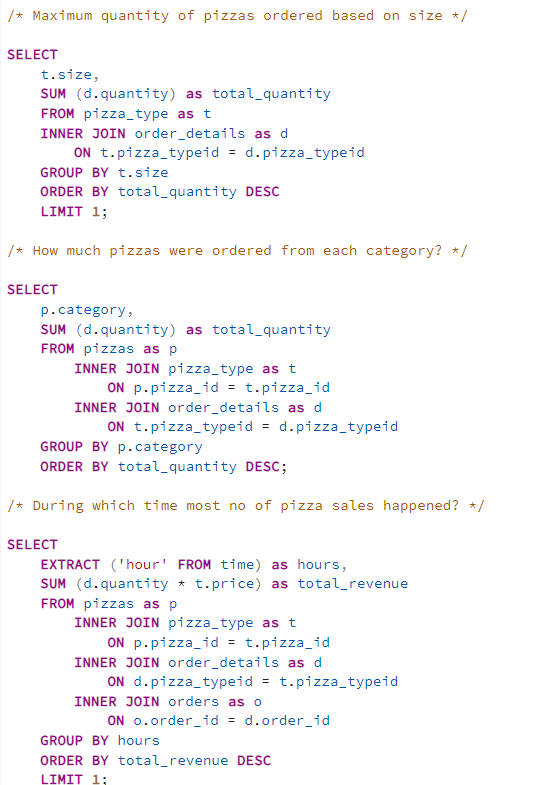 /* Maximum quantity of pizzas ordered based on size */
SELECT
t.size,
SUM (d.quantity) as total_quantity
FROM pizza_type as t
INNER JOIN order_details as d
ON t.pizza_typeid = d.pizza_typeid
GROUP BY t.size
ORDER BY total_quantity DESC
LIMIT 1;
/* How much pizzas were ordered from each category? */
SELECT
p.category,
SUM (d.quantity) as total_quantity
FROM pizzas as p
INNER JOIN pizza_type as t
ON p.pizza_id = t.pizza_id
INNER JOIN order_details as d
ON t.pizza_typeid = d.pizza_typeid
GROUP BY p.category
ORDER BY total_quantity DESC;
/* During which time most no of pizza sales happened? */
SELECT
EXTRACT ('hour' FROM time) as hours,
SUM (d.quantity * t.price) as total_revenue
FROM pizzas as p
INNER JOIN pizza_type as t
ON p.pizza_id = t.pizza_id
INNER JOIN order_details as d
ON d.pizza_typeid = t.pizza_typeid
INNER JOIN orders as o
ON o.order_id = d.order_id
GROUP BY hours
ORDER BY total_revenue DESC
LIMIT 1;